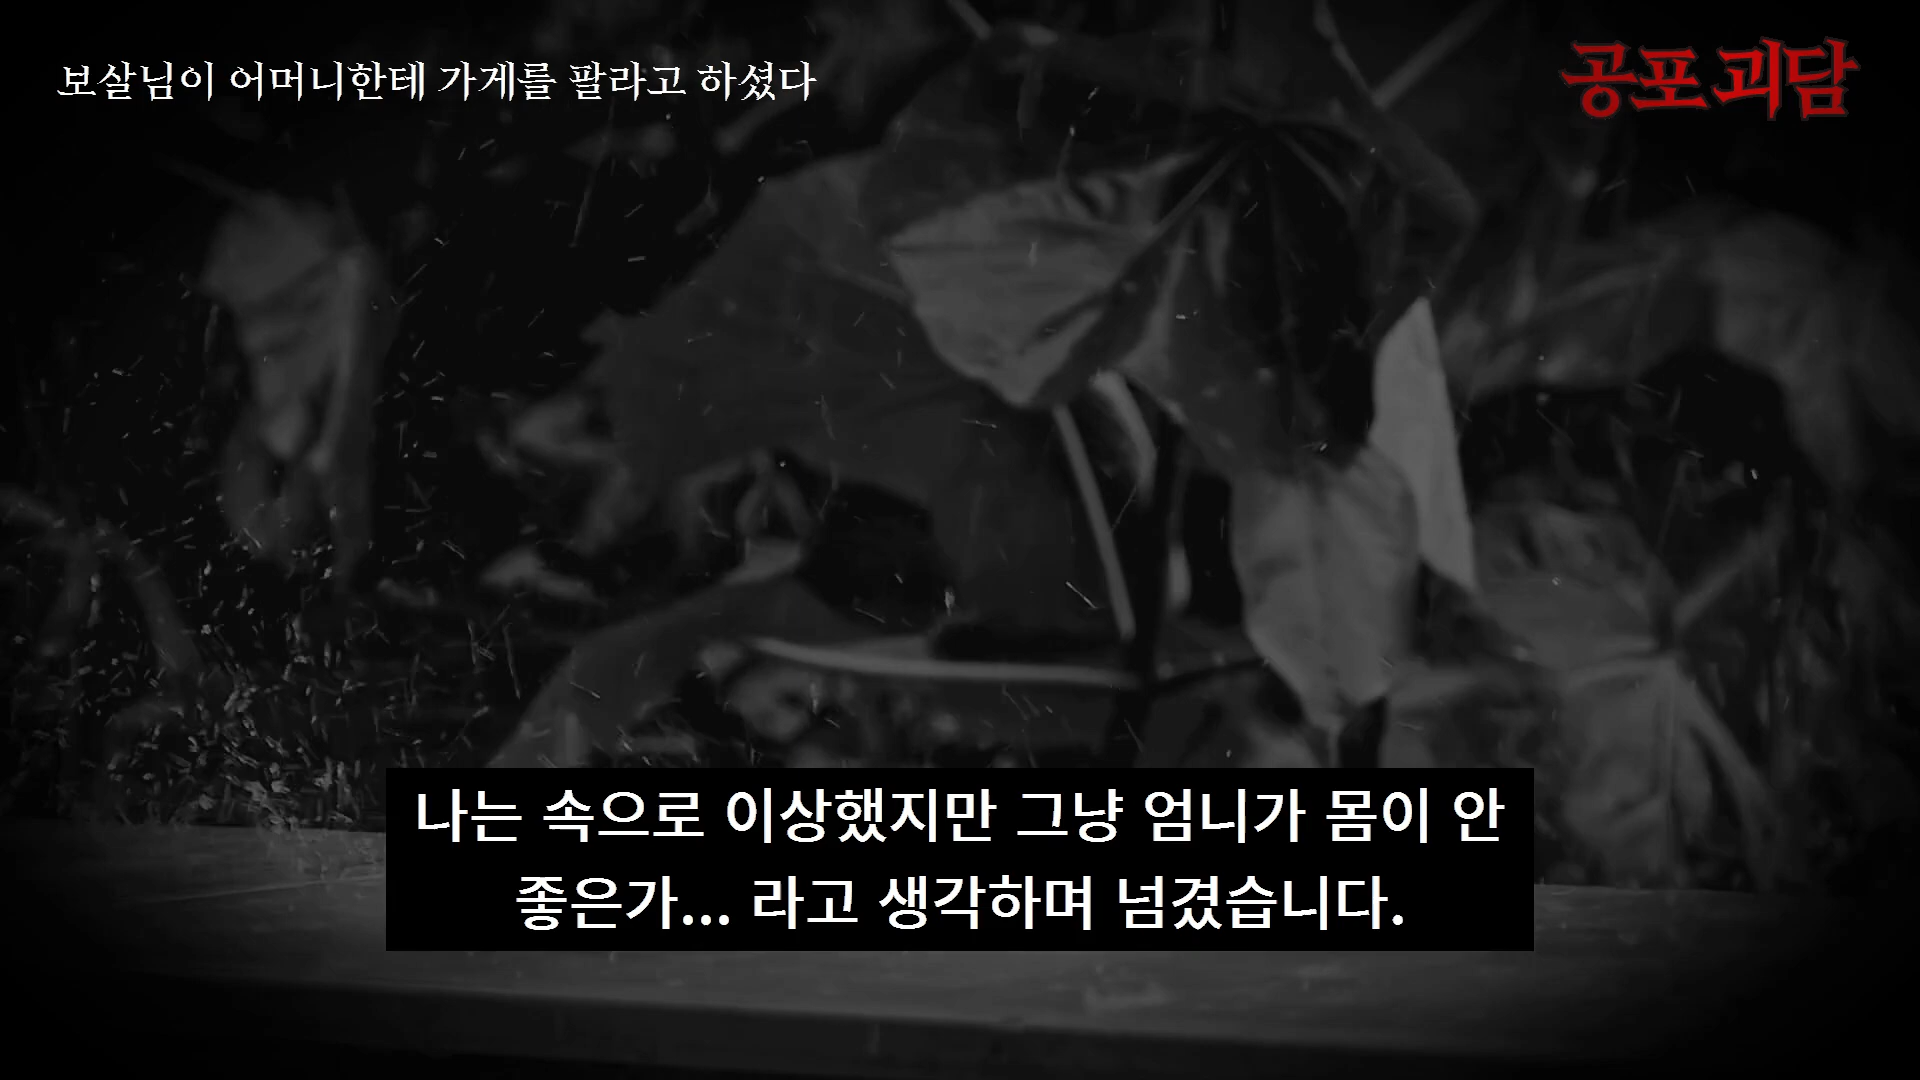 보살님이 어머니한테 가게를 팔라고 하셨다
공포괴담
나는 속으로 이상했지만 그냥 엄니가 몸이 안
좋은가... 라고 생각하며 넘겼습니다.